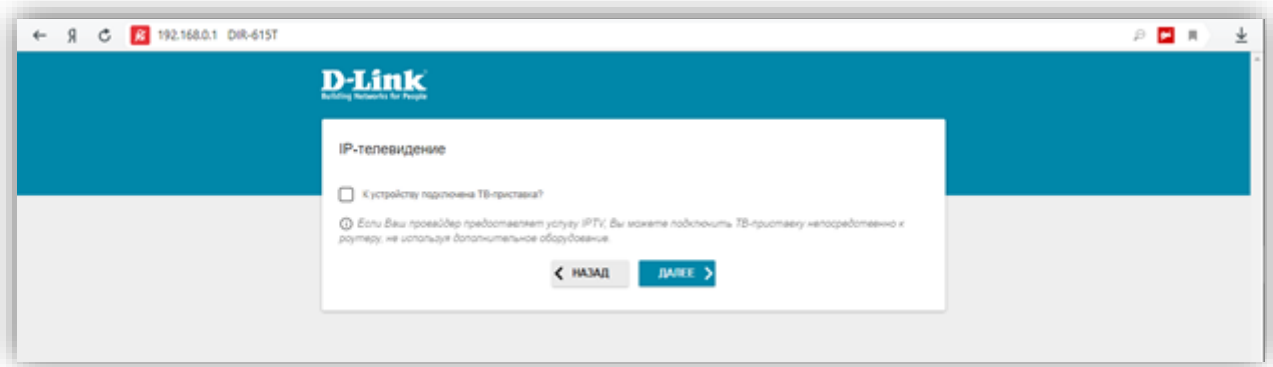 192.168.0.1 DIR-615T
D-Link
Building Networks for People
IP-телевидение
К устройству подключена ТВ-приставка?
Если Ваш провайдер предоставляет услугу IPTV, Вы можете подключить ТВ-приставку непосредственно к
роутеру, не используя дополнительное оборудование.
НАЗАД ДАЛЕЕ